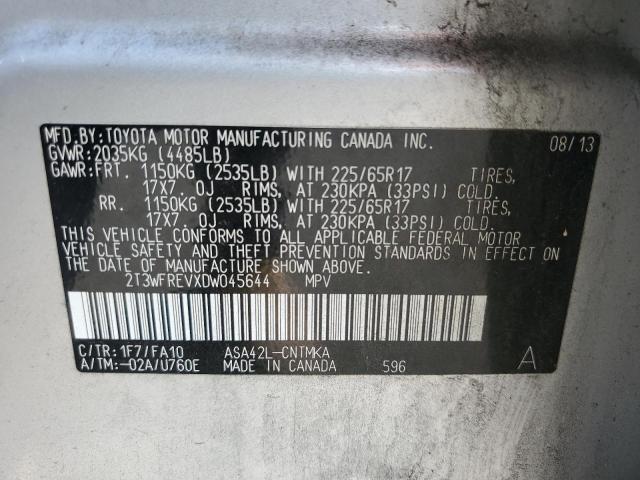 MFD.BY:TOYOTA MOTOR MANUFACTURING CANADA INC. 08/13
GVWR:2035KG (4485LB)
GAWR:FRT. 1150KG (2535LB) WITH 225/65R17 TIRES,
17X7. 0J RIMS, AT 230KPA (33PSI) COLD.
RR. 1150KG (2535LB) WITH 225/65R17 TIRES,
17X7 0J RIMS, AT 230KPA (33PSI) COLD.
THIS VEHICLE CONFORMS TO ALL APPLICABLE FEDERAL MOTOR
VEHICLE SAFETY AND THEFT PREVENTION STANDARDS IN EFFECT ON
THE DATE OF MANUFACTURE SHOWN ABOVE.
2T3WFREVXDW045644 MPV
C/TR:1F7/FA10 ASA42L-CNTMKA
A/TM:-02A/U760E MADE IN CANADA 596 A